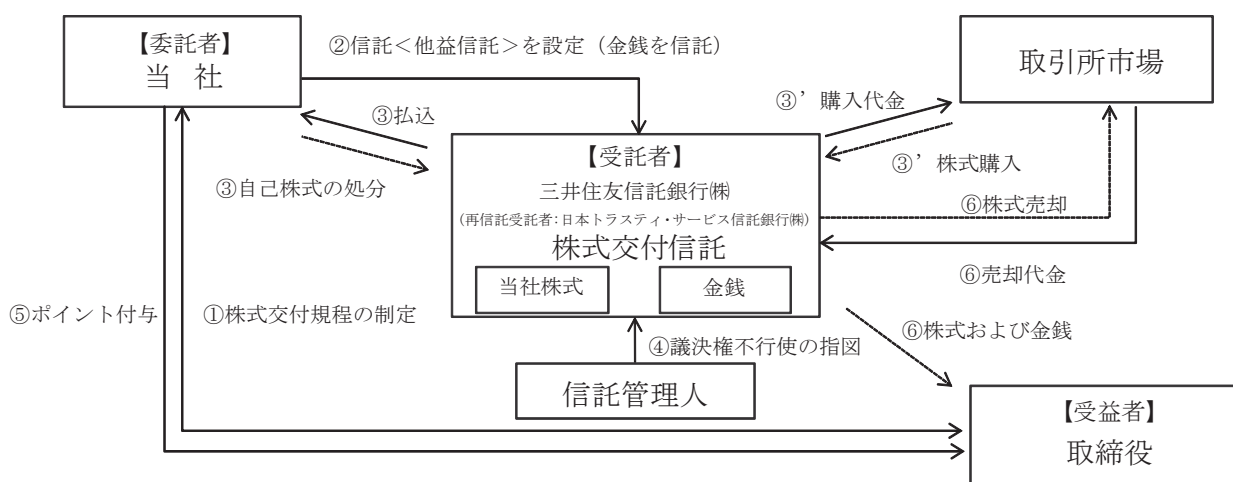 【委託者】
当 社
②信託＜他益信託＞を設定（金銭を信託）
取引所市場
③払込
③’購入代金
③自己株式の処分
【受託者】
三井住友信託銀行㈱
(再信託受託者：日本トラスティ・サービス信託銀行㈱)
株式交付信託
当社株式
金銭
③’株式購入
⑥株式売却
⑥売却代金
⑤ポイント付与
①株式交付規程の制定
④議決権不行使の指図
⑥株式および金銭
信託管理人
【受益者】
取締役